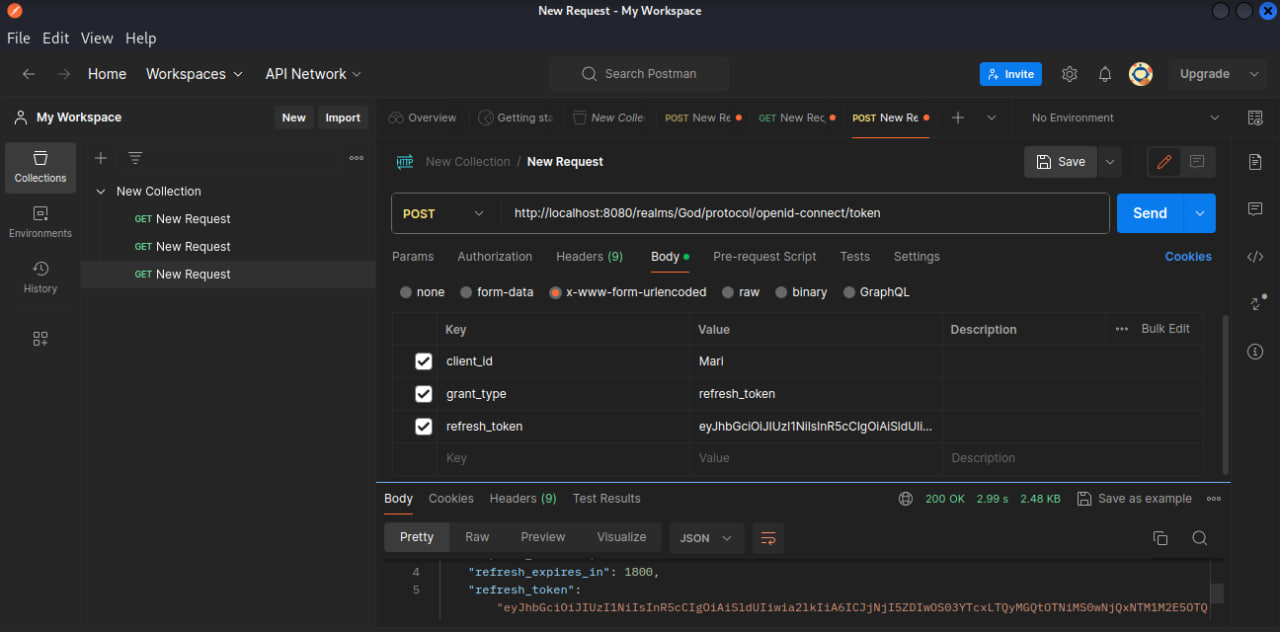 New Request - My Workspace
File Edit View Help
Home Workspaces API Network Search Postman Invite Upgrade
My Workspace New Import Overview Getting sta New Colle POST New Re GET New Rec POST New Re No Environment
Collections
Environments
History
New Collection
GET New Request
GET New Request
GET New Request
HTTP New Collection / New Request Save
POST http://localhost:8080/realms/God/protocol/openid-connect/token Send
Params Authorization Headers (9) Body Pre-request Script Tests Settings Cookies
none form-data x-www-form-urlencoded raw binary GraphQL
Key Value Description Bulk Edit
client_id Mari
grant_type refresh_token
refresh_token eyJhbGciOiJIUzI1NiIsInR5cCIgOiAiSldUIi...
Key Value Description
Body Cookies Headers (9) Test Results 200 OK 2.99 s 2.48 KB Save as example
Pretty Raw Preview Visualize JSON
4 "refresh_expires_in": 1800,
5 "refresh_token":
"eyJhbGciOiJIUzI1NiIsInR5cCIgOiAiSldUIiwia2lkIiA6ICJjNjI5ZDIwOS03YTcxLTQyMGQtOTNiMS0wNjQxNTM1M2E5OTQ